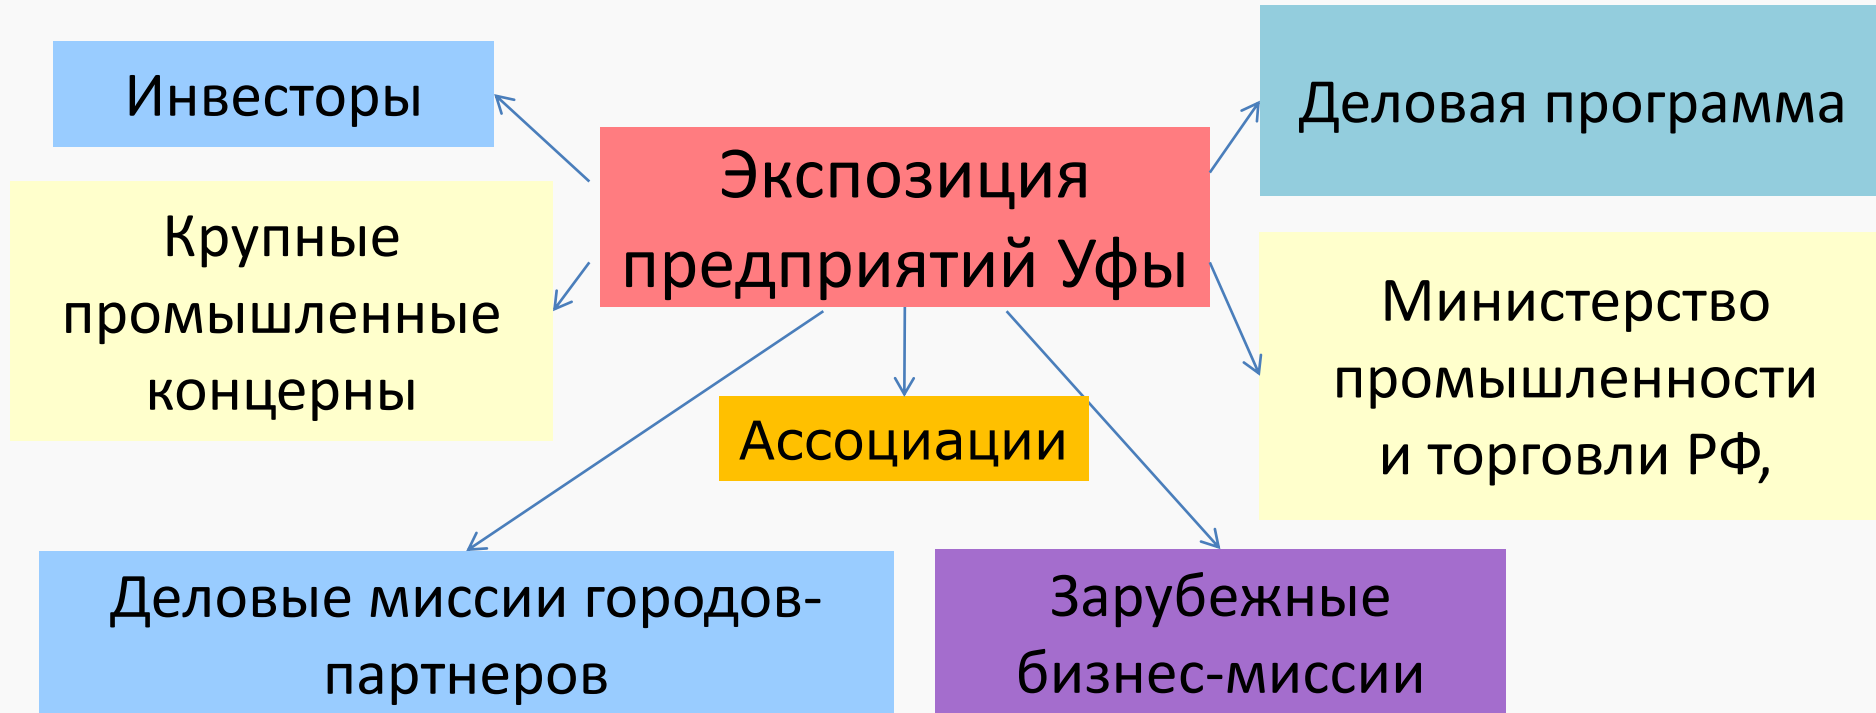 Инвесторы
Деловая программа
Экспозиция
предприятий Уфы
Крупные
промышленные
концерны
Министерство
промышленности
и торговли РФ,
Ассоциации
Деловые миссии городов-
партнеров
Зарубежные
бизнес-миссии